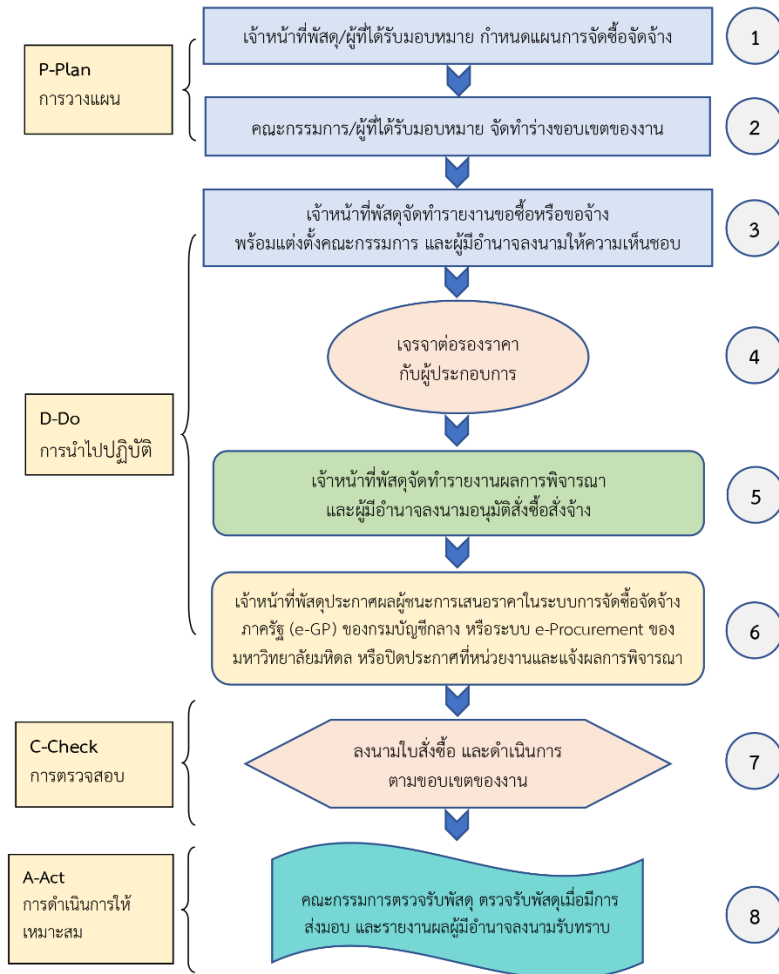 P-Plan
การวางแผน
เจ้าหน้าที่พัสดุ/ผู้ที่ได้รับมอบหมาย กำหนดแผนการจัดซื้อจัดจ้าง
1
คณะกรรมการ/ผู้ที่ได้รับมอบหมาย จัดทำร่างขอบเขตของงาน
2
D-Do
การนำไปปฏิบัติ
เจ้าหน้าที่พัสดุจัดทำรายงานขอซื้อหรือขอจ้าง
พร้อมแต่งตั้งคณะกรรมการ และผู้มีอำนาจลงนามให้ความเห็นชอบ
3
เจรจาต่อรองราคา
กับผู้ประกอบการ
4
เจ้าหน้าที่พัสดุจัดทำรายงานผลการพิจารณา
และผู้มีอำนาจลงนามอนุมัติสั่งซื้อสั่งจ้าง
5
เจ้าหน้าที่พัสดุประกาศผลผู้ชนะการเสนอราคาในระบบการจัดซื้อจัดจ้าง
ภาครัฐ (e-GP) ของกรมบัญชีกลาง หรือระบบ e-Procurement ของ
มหาวิทยาลัยมหิดล หรือปิดประกาศที่หน่วยงานและแจ้งผลการพิจารณา
6
C-Check
การตรวจสอบ
ลงนามใบสั่งซื้อ และดำเนินการ
ตามขอบเขตของงาน
7
A-Act
การดำเนินการให้
เหมาะสม
คณะกรรมการตรวจรับพัสดุ ตรวจรับพัสดุเมื่อมีการ
ส่งมอบ และรายงานผลผู้มีอำนาจลงนามรับทราบ
8